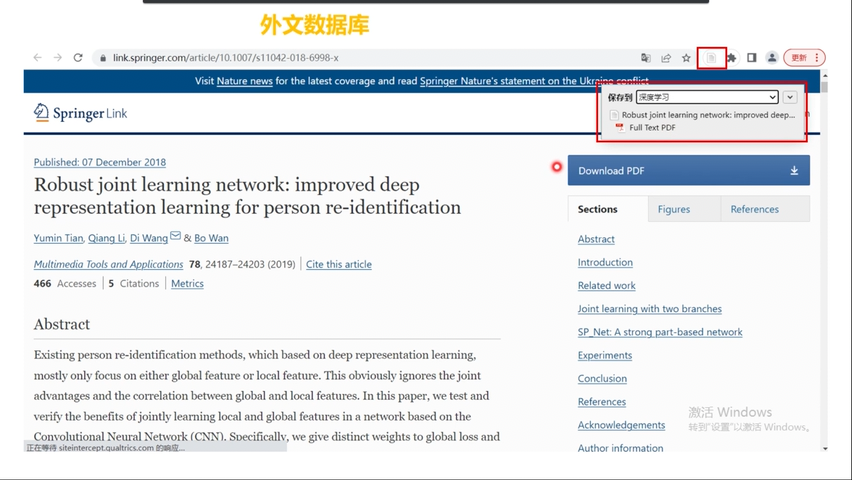 外文数据库
link.springer.com/article/10.1007/s11042-018-6998-x
更新
Visit Nature news for the latest coverage and read Springer Nature's statement on the Ukraine conflict
保存到
深度学习
Robust joint learning network: improved deep...
Full Text PDF
Springer Link
Published: 07 December 2018
Robust joint learning network: improved deep
representation learning for person re-identification
Yumin Tian, Qiang Li, Di Wang & Bo Wan
Multimedia Tools and Applications 78, 24187–24203 (2019) Cite this article
466 Accesses 5 Citations Metrics
Abstract
Existing person re-identification methods, which based on deep representation learning,
mostly only focus on either global feature or local feature. This obviously ignores the joint
advantages and the correlation between global and local features. In this paper, we test and
verify the benefits of jointly learning local and global features in a network based on the
Convolutional Neural Network (CNN). Specifically, we give distinct weights to global loss and
正在等待 siteintercept.qualtrics.com 的响应...
Download PDF
Sections Figures References
Abstract
Introduction
Related work
Joint learning with two branches
SP_Net: A strong part-based network
Experiments
Conclusion
References
Acknowledgements
Author information
激活 Windows
转到“设置”以激活 Windows。